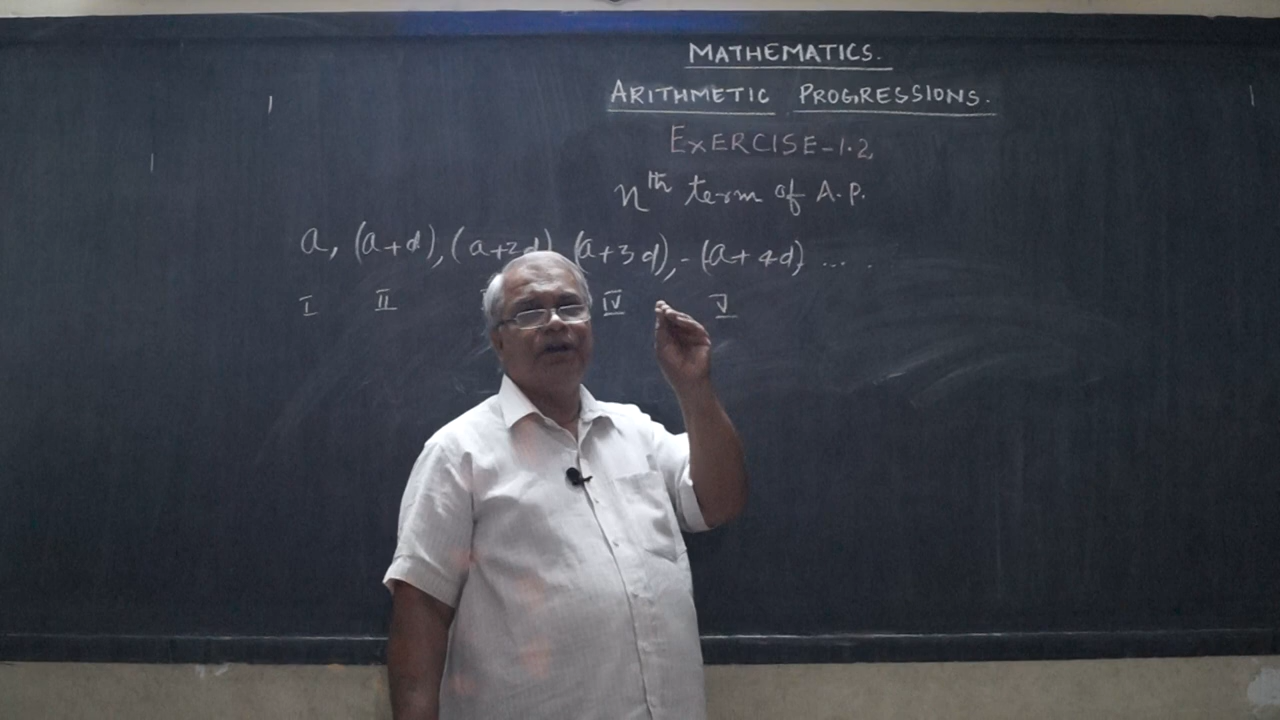 MATHEMATICS.
ARITHMETIC PROGRESSIONS.
EXERCISE-1.2
nth term of A.P.
a, (a+d), (a+2d) (a+3d), - (a+4d), ... .
I II IV V